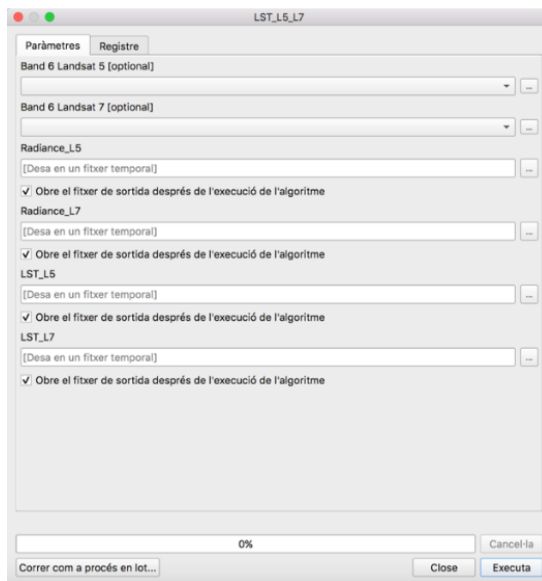 LST_L5_L7
Paràmetres Registre
Band 6 Landsat 5 [optional]
...
Band 6 Landsat 7 [optional]
...
Radiance_L5
[Desa en un fitxer temporal] ...
Obre el fitxer de sortida després de l'execució de l'algoritme
Radiance_L7
[Desa en un fitxer temporal] ...
Obre el fitxer de sortida després de l'execució de l'algoritme
LST_L5
[Desa en un fitxer temporal] ...
Obre el fitxer de sortida després de l'execució de l'algoritme
LST_L7
[Desa en un fitxer temporal] ...
Obre el fitxer de sortida després de l'execució de l'algoritme
0% Cancel·la
Córrer com a procés en lot... Close Executa